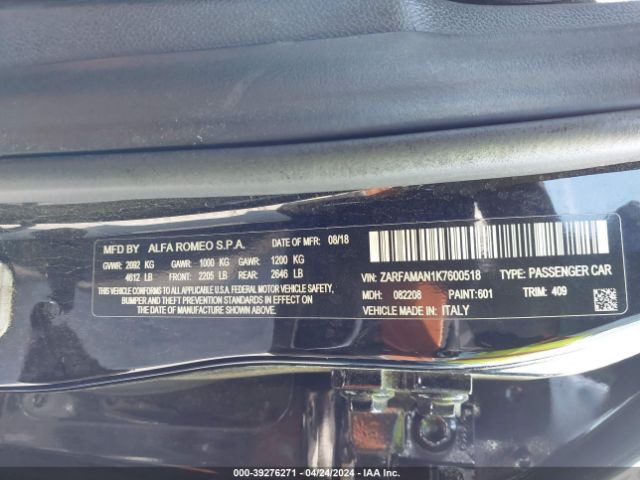 MFD BY ALFA ROMEO S.P.A. DATE OF MFR: 08/18
GVWR: 2092 KG GAWR: 1000 KG GAWR: 1200 KG
4612 LB FRONT: 2205 LB REAR: 2646 LB
THIS VEHICLE CONFORMS TO ALL APPLICABLE U.S.A. FEDERAL MOTOR VEHICLE SAFETY,
BUMPER AND THEFT PREVENTION STANDARDS IN EFFECT ON
THE DATE OF MANUFACTURE SHOWN ABOVE.
VIN: ZARFAMAN1K7600518 TYPE: PASSENGER CAR
MDH: 082208 PAINT:601 TRIM: 409
VEHICLE MADE IN: ITALY
000-39276271 - 04/24/2024 - IAA Inc.